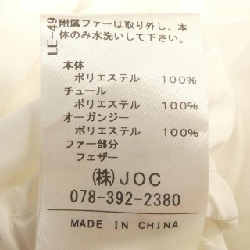 LE-49
附属ファーは取り外し、本
体のみ水洗いして下さい。
本体
ポリエステル 100%
チュール
ポリエステル 100%
オーガンジー
ポリエステル 100%
ファー部分
フェザー
(株)JOC
078-392-2380
MADE IN CHINA